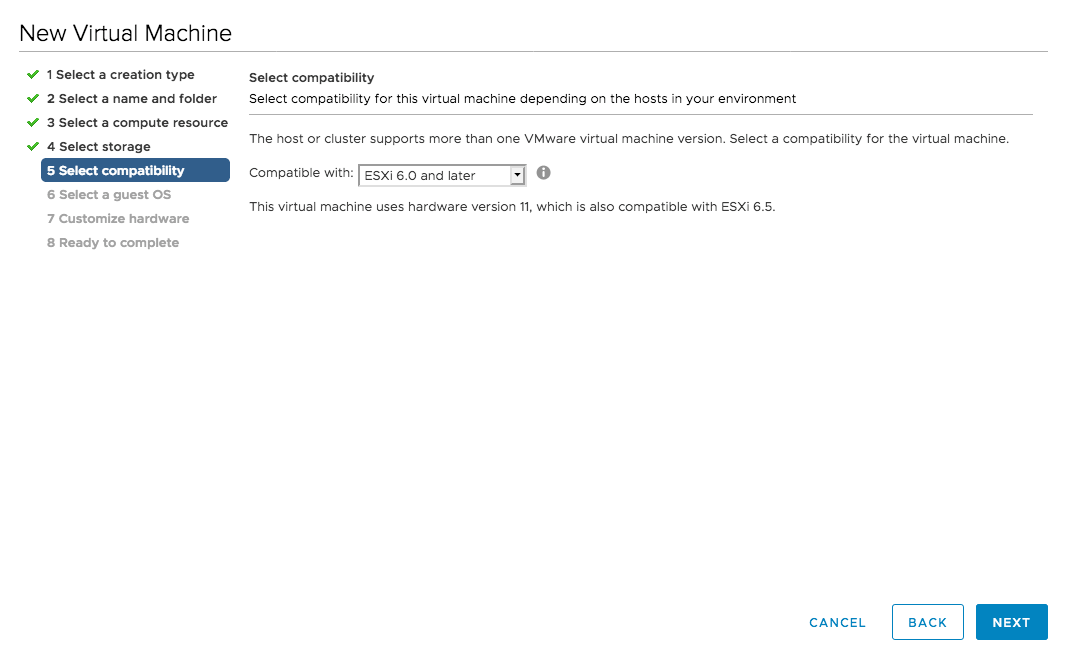 New Virtual Machine
1 Select a creation type
2 Select a name and folder
3 Select a compute resource
4 Select storage
5 Select compatibility
6 Select a guest OS
7 Customize hardware
8 Ready to complete
Select compatibility
Select compatibility for this virtual machine depending on the hosts in your environment
The host or cluster supports more than one VMware virtual machine version. Select a compatibility for the virtual machine.
Compatible with: ESXi 6.0 and later
This virtual machine uses hardware version 11, which is also compatible with ESXi 6.5.
CANCEL BACK NEXT